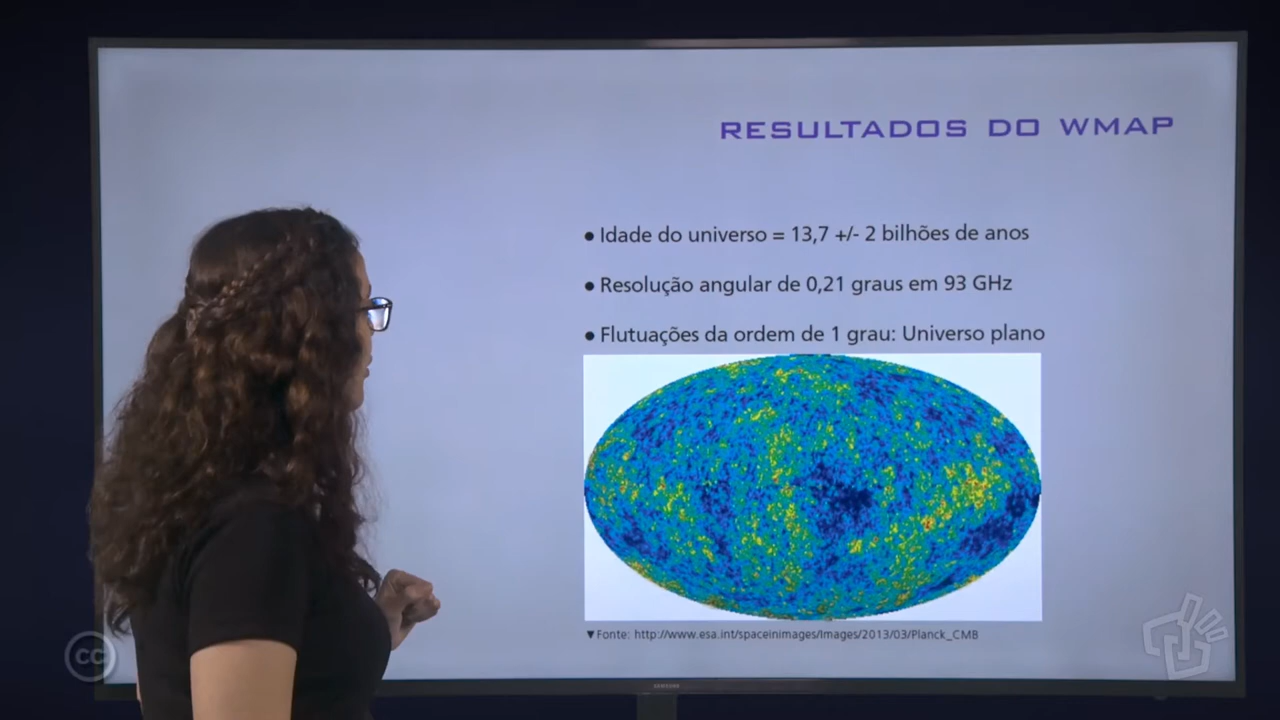 RESULTADOS DO WMAP
● Idade do universo = 13,7 +/- 2 bilhões de anos
● Resolução angular de 0,21 graus em 93 GHz
● Flutuações da ordem de 1 grau: Universo plano
▼Fonte: http://www.esa.int/spaceinimages/Images/2013/03/Planck_CMB
cc
SAMSUNG